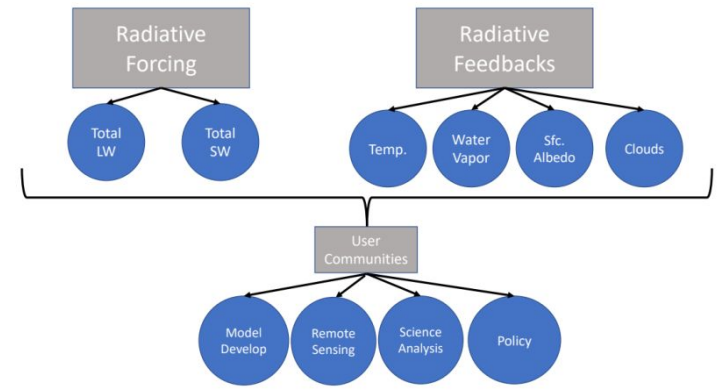 Radiative
Forcing
Radiative
Feedbacks
Total
LW
Total
SW
Temp.
Water
Vapor
Sfc.
Albedo
Clouds
User
Communities
Model
Develop
Remote
Sensing
Science
Analysis
Policy